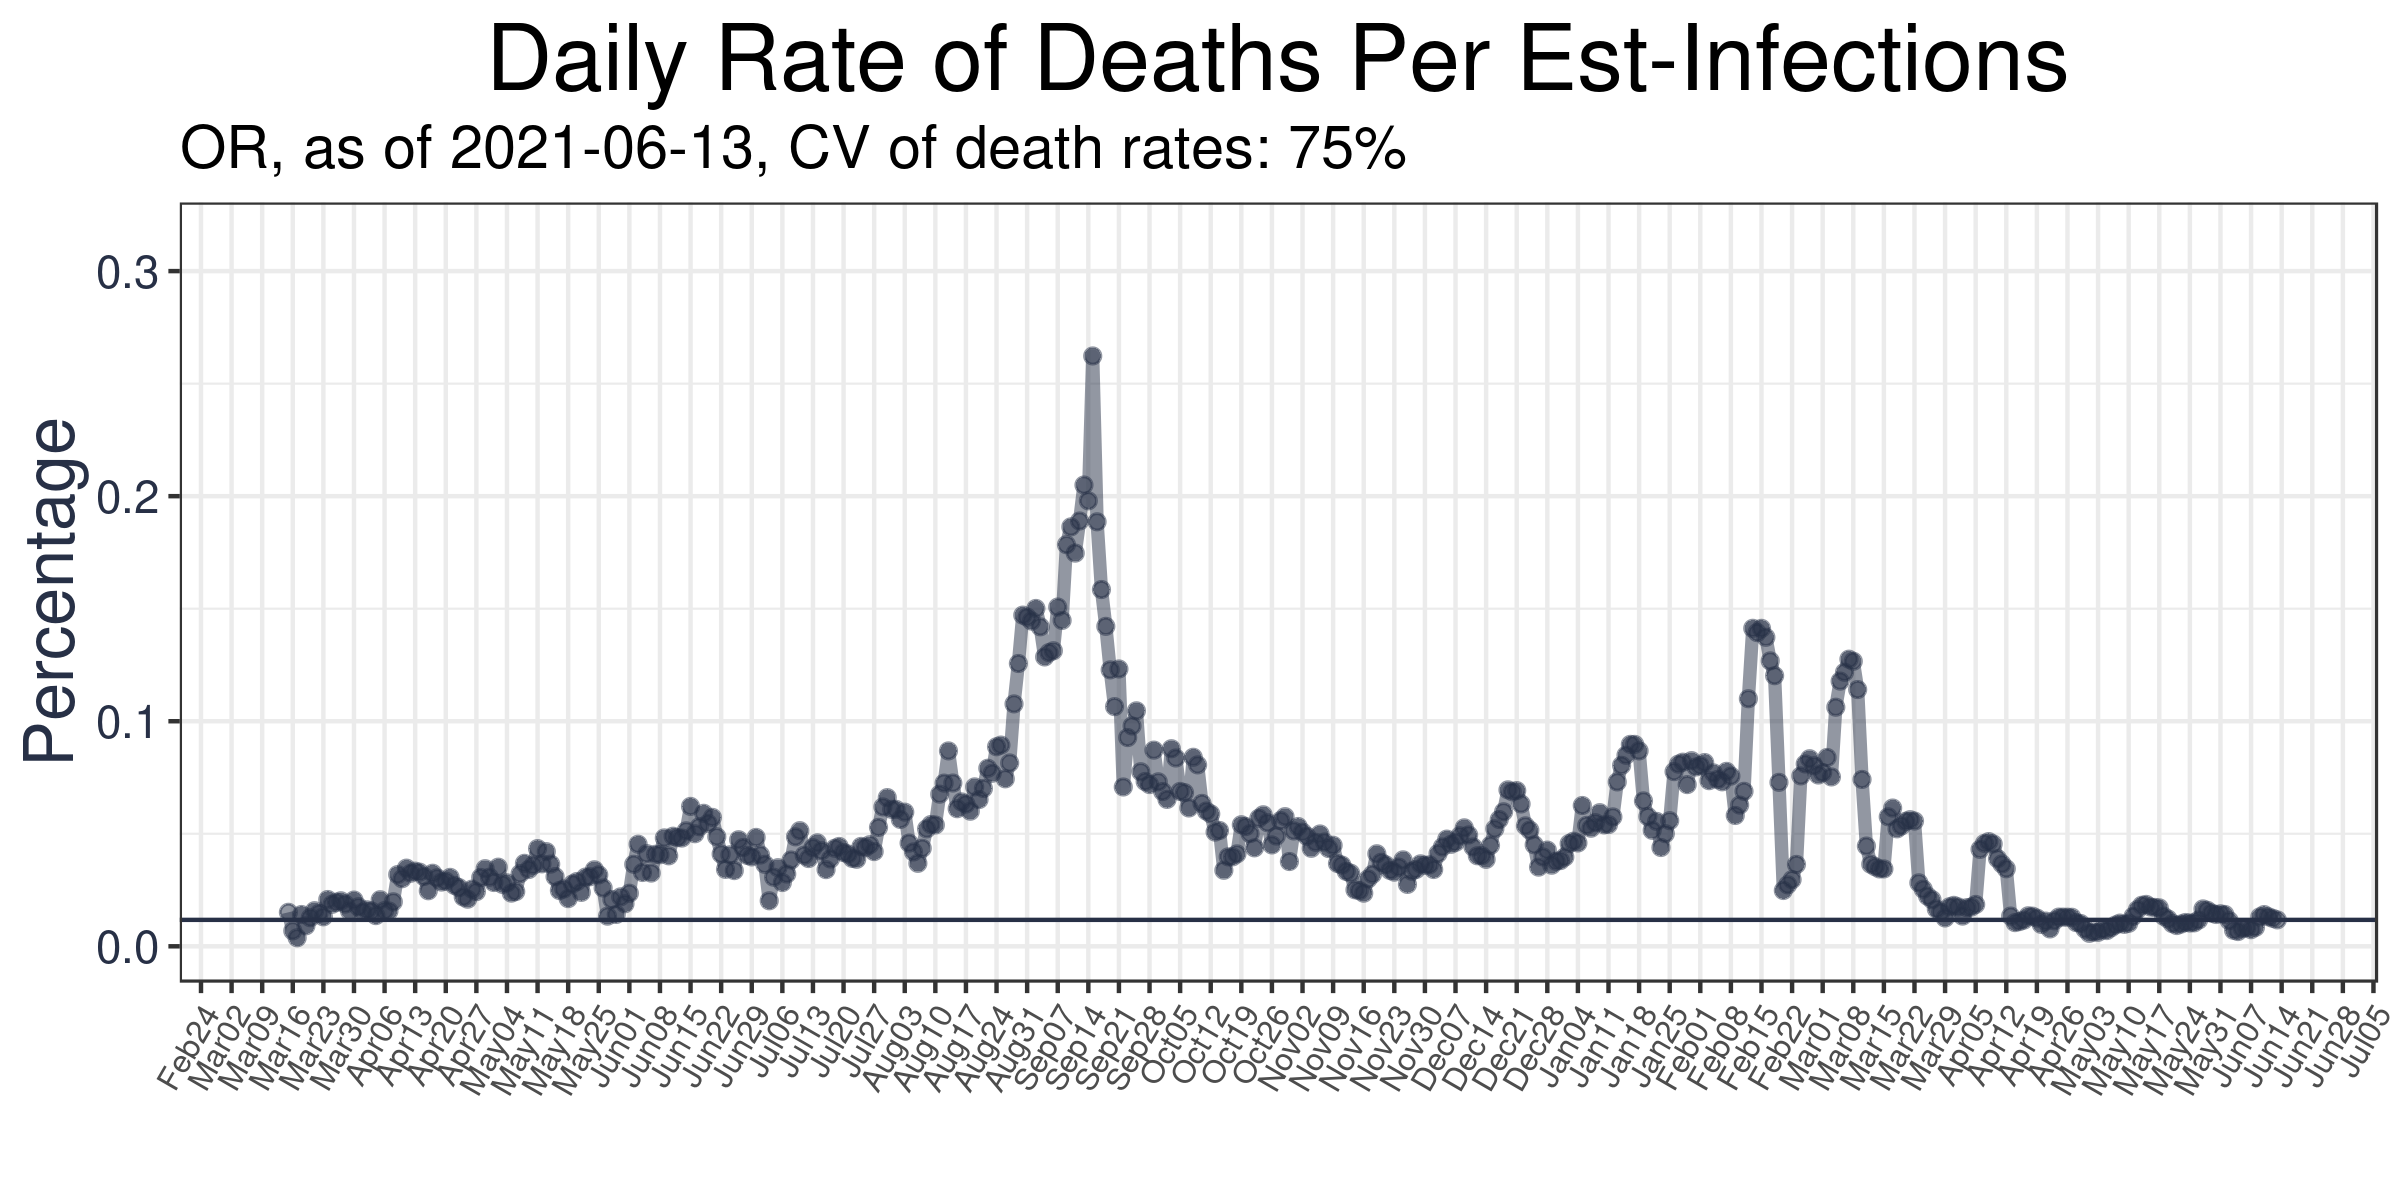 Daily Rate of Deaths Per Est-Infections
OR, as of 2021-06-13, CV of death rates: 75%
Percentage
0.3
0.2
0.1
0.0
Feb24
Mar02
Mar09
Mar16
Mar23
Mar30
Apr06
Apr13
Apr20
Apr27
May04
May11
May18
May25
Jun01
Jun08
Jun15
Jun22
Jun29
Jul06
Jul13
Jul20
Jul27
Aug03
Aug10
Aug17
Aug24
Aug31
Sep07
Sep14
Sep21
Sep28
Oct05
Oct12
Oct19
Oct26
Nov02
Nov09
Nov16
Nov23
Nov30
Dec07
Dec14
Dec21
Dec28
Jan04
Jan11
Jan18
Jan25
Feb01
Feb08
Feb15
Feb22
Mar01
Mar08
Mar15
Mar22
Mar29
Apr05
Apr12
Apr19
Apr26
May03
May10
May17
May24
May31
Jun07
Jun14
Jun21
Jun28
Jul05